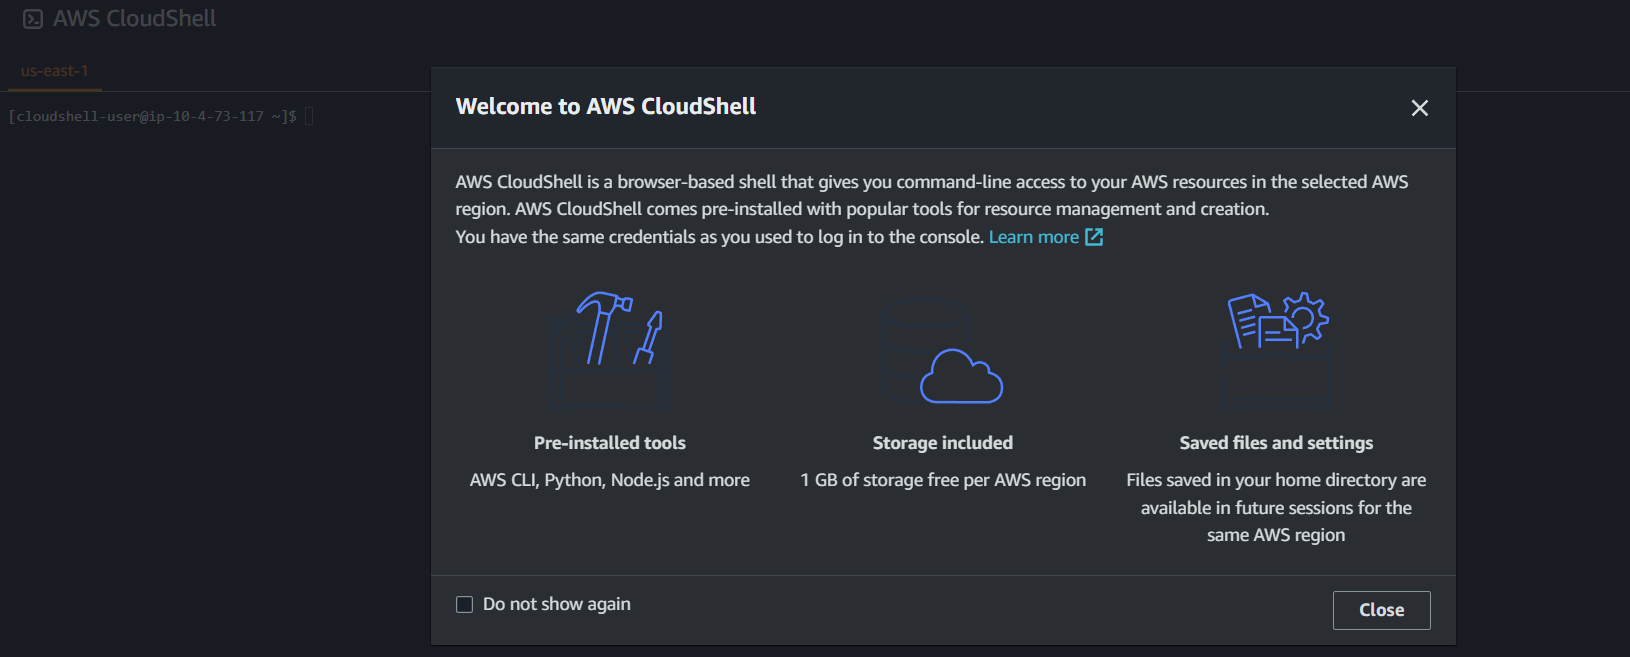 AWS CloudShell
us-east-1
[cloudshell-user@ip-10-4-73-117 ~]$
Welcome to AWS CloudShell
AWS CloudShell is a browser-based shell that gives you command-line access to your AWS resources in the selected AWS
region. AWS CloudShell comes pre-installed with popular tools for resource management and creation.
You have the same credentials as you used to log in to the console. Learn more
Pre-installed tools
AWS CLI, Python, Node.js and more
Storage included
1 GB of storage free per AWS region
Saved files and settings
Files saved in your home directory are
available in future sessions for the
same AWS region
Do not show again
Close